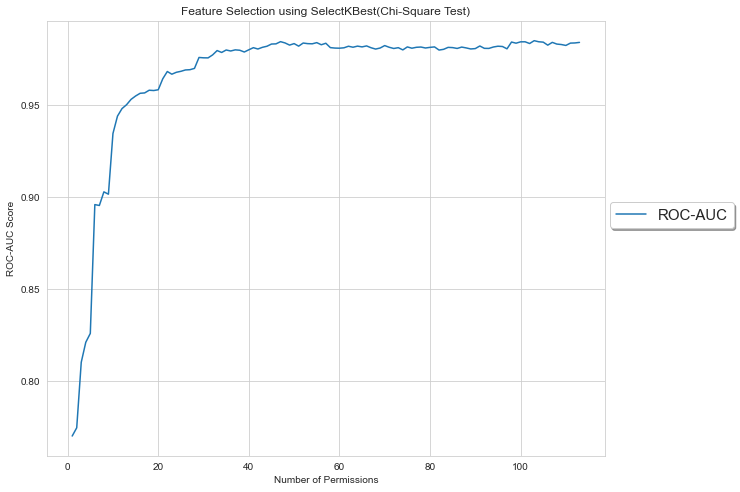 Feature Selection using SelectKBest(Chi-Square Test)
0.95
0.90
0.85
0.80
ROC-AUC Score
ROC-AUC
0 20 40 60 80 100
Number of Permissions